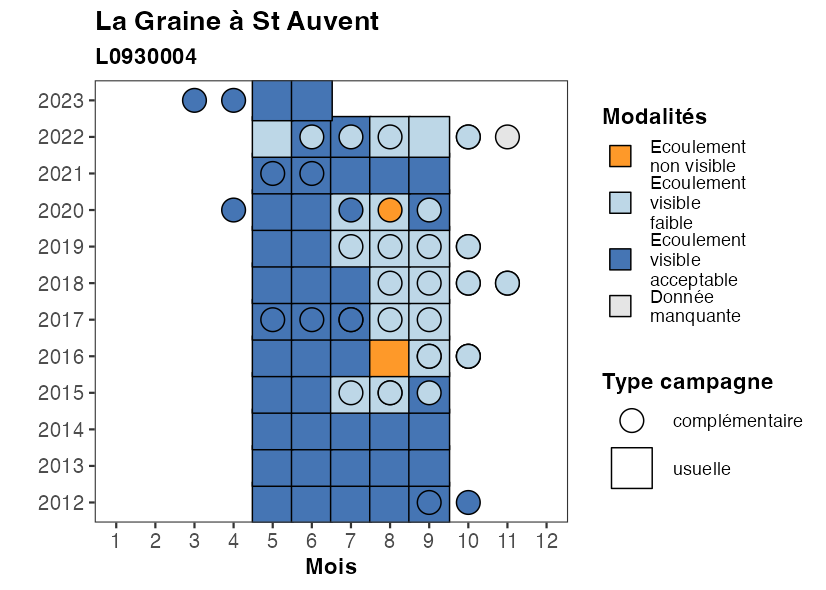 La Graine à St Auvent
L0930004
2023
2022
2021
2020
2019
2018
2017
2016
2015
2014
2013
2012
1 2 3 4 5 6 7 8 9 10 11 12
Mois
Modalités
Ecoulement
non visible
Ecoulement
visible
faible
Ecoulement
visible
acceptable
Donnée
manquante
Type campagne
complémentaire
usuelle